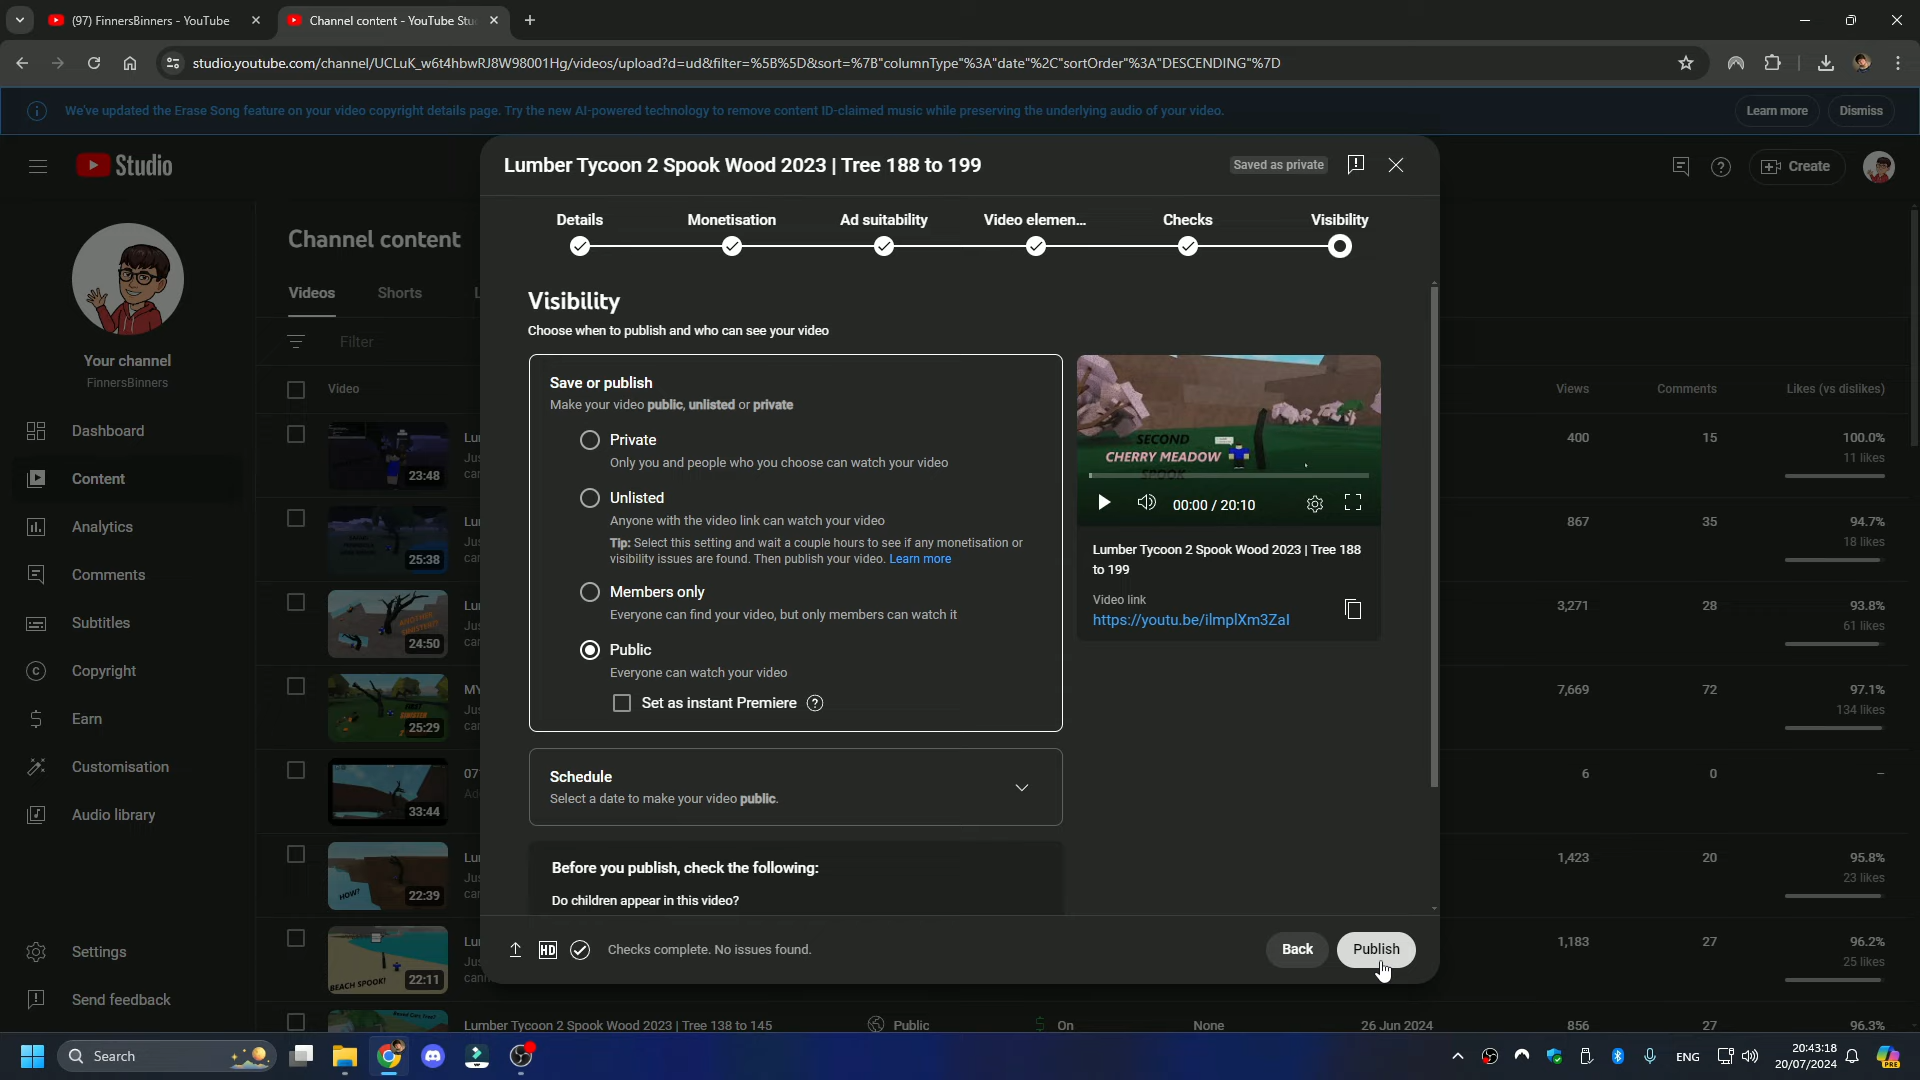 (97) FinnersBinners - YouTube
Channel content - YouTube Stu
studio.youtube.com/channel/UCLuK_w6t4hbwRJ8W98001Hg/videos/upload?d=ud&filter=%5B%5D&sort=%7B"columnType"%3A"date"%2C"sortOrder"%3A"DESCENDING"%7D
We've updated the Erase Song feature on your video copyright details page. Try the new AI-powered technology to remove content ID-claimed music while preserving the underlying audio of your video.
Learn more
Dismiss
Studio
Create
Your channel
FinnersBinners
Dashboard
Content
Analytics
Comments
Subtitles
Copyright
Earn
Customisation
Audio library
Settings
Send feedback
Channel content
Videos
Shorts
Filter
Video
Views
Comments
Likes (vs dislikes)
23:48
400
15
100.0%
11 likes
25:38
867
35
94.7%
18 likes
ANOTHER
24:50
3,271
28
93.8%
61 likes
FIRST
25:29
7,669
72
97.1%
134 likes
33:44
6
0
–
HOW?
22:39
1,423
20
95.8%
23 likes
BEACH SPOOK!
22:11
1,183
27
96.2%
25 likes
Lumber Tycoon 2 Spook Wood 2023 | Tree 138 to 145
Public
On
None
26 Jun 2024
856
27
96.3%
Lumber Tycoon 2 Spook Wood 2023 | Tree 188 to 199
Saved as private
Details
Monetisation
Ad suitability
Video elemen...
Checks
Visibility
Visibility
Choose when to publish and who can see your video
Save or publish
Make your video public, unlisted or private
Private
Only you and people who you choose can watch your video
Unlisted
Anyone with the video link can watch your video
Tip: Select this setting and wait a couple hours to see if any monetisation or
visibility issues are found. Then publish your video. Learn more
Members only
Everyone can find your video, but only members can watch it
Public
Everyone can watch your video
Set as instant Premiere
SECOND
CHERRY MEADOW
SPOOK
00:00 / 20:10
Lumber Tycoon 2 Spook Wood 2023 | Tree 188
to 199
Video link
https://youtu.be/ilmplXm3ZaI
Schedule
Select a date to make your video public.
Before you publish, check the following:
Do children appear in this video?
HD
Checks complete. No issues found.
Back
Publish
Search
ENG
20:43:18
20/07/2024
PRE